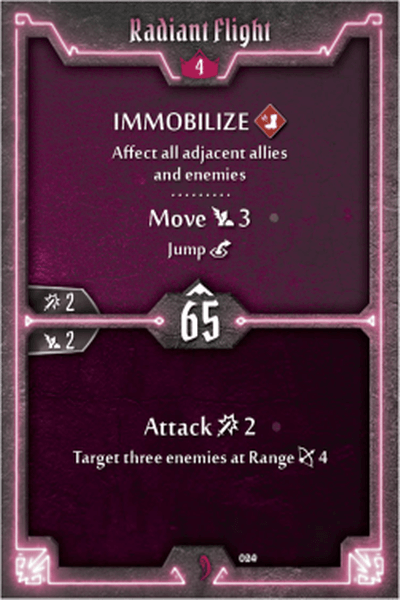 Radiant Flight
4
IMMOBILIZE
Affect all adjacent allies
and enemies
Move 3
Jump
2
65
2
Attack 2
Target three enemies at Range 4
024